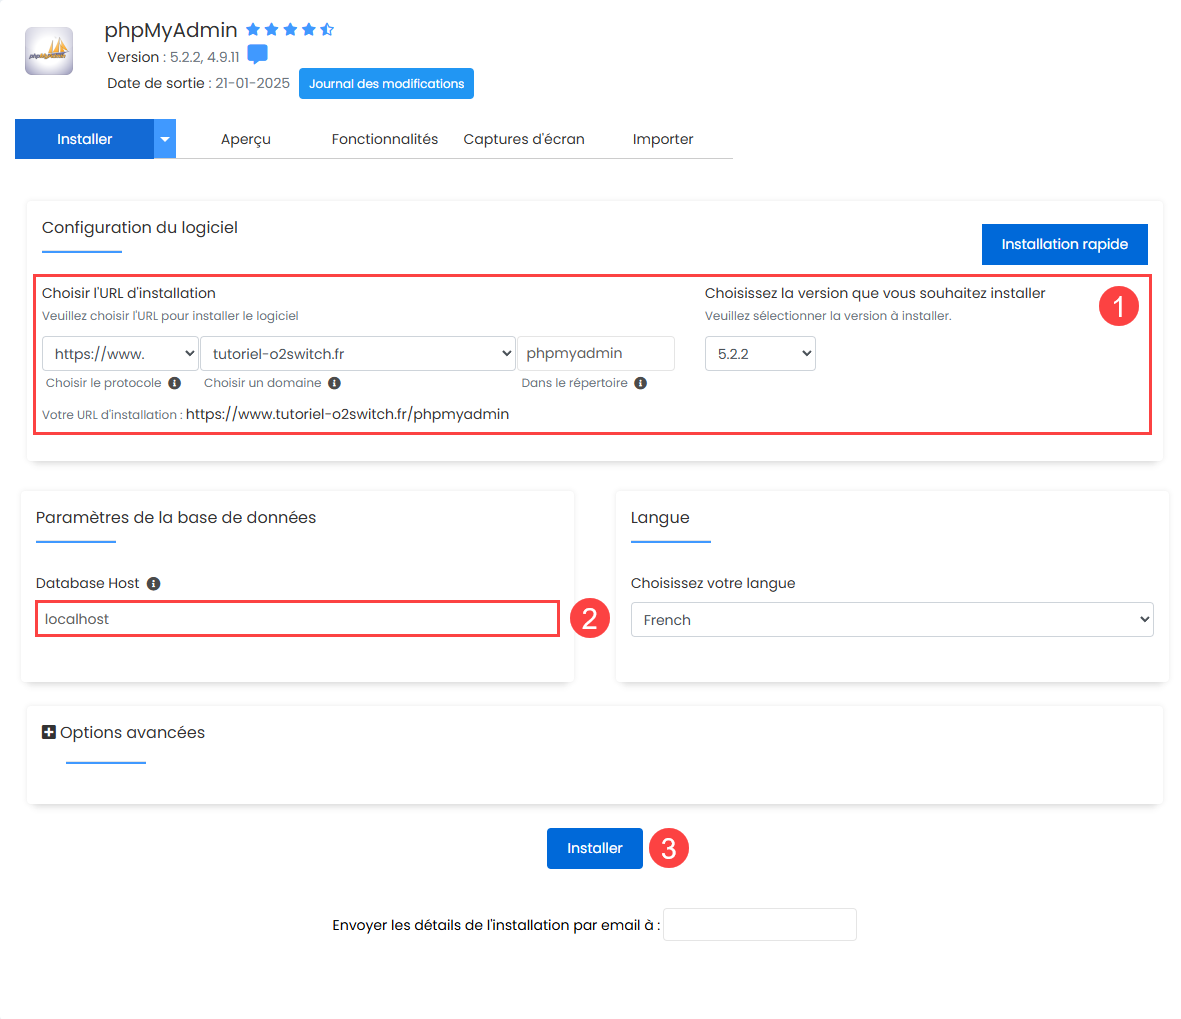 phpMyAdmin
Version : 5.2.2, 4.9.11
Date de sortie : 21-01-2025 Journal des modifications
Installer Aperçu Fonctionnalités Captures d'écran Importer
Configuration du logiciel
Installation rapide
Choisir l'URL d'installation Choisissez la version que vous souhaitez installer 1
Veuillez choisir l'URL pour installer le logiciel Veuillez sélectionner la version à installer.
https://www. tutoriel-o2switch.fr phpmyadmin 5.2.2
Choisir le protocole Choisir un domaine Dans le répertoire
Votre URL d'installation : https://www.tutoriel-o2switch.fr/phpmyadmin
Paramètres de la base de données Langue
Database Host Choisissez votre langue
localhost 2 French
Options avancées
Installer 3
Envoyer les détails de l'installation par email à :